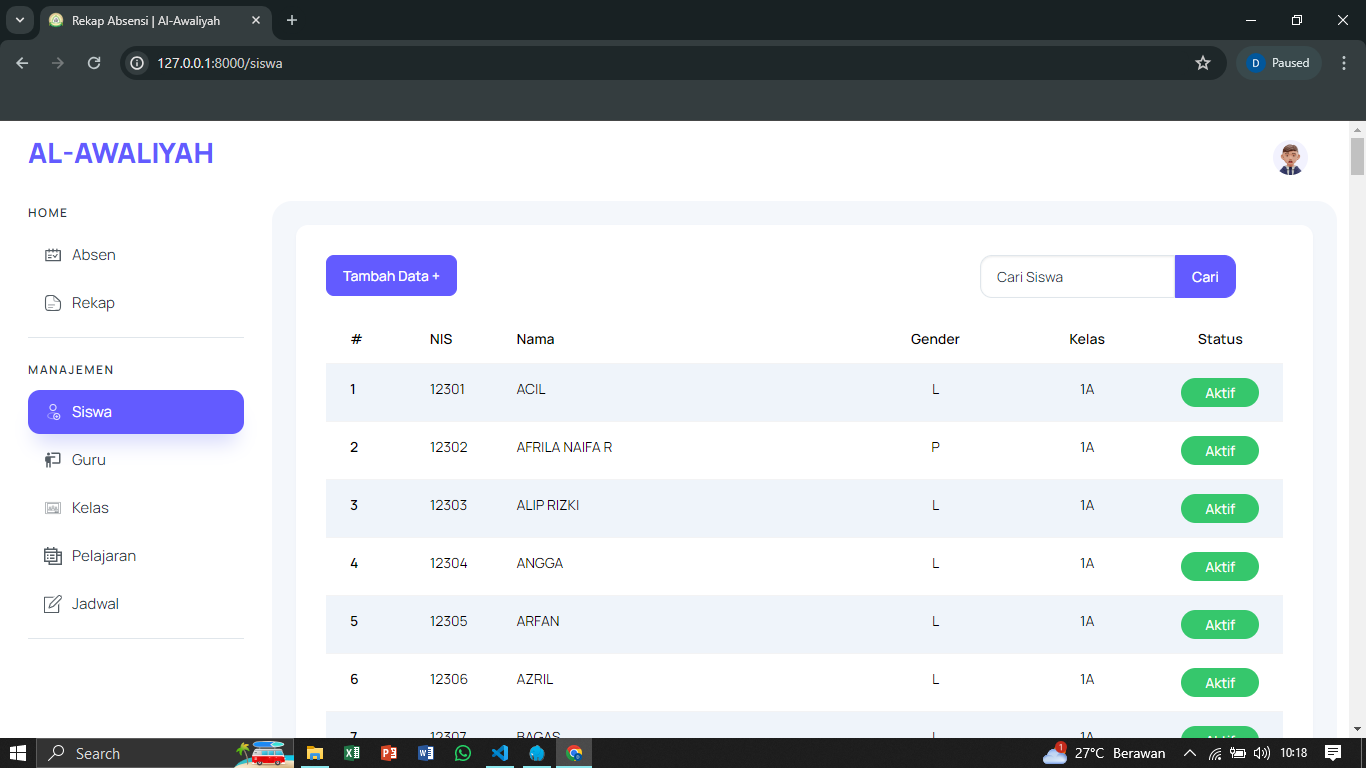 Rekap Absensi | Al-Awaliyah
127.0.0.1:8000/siswa
D Paused
AL-AWALIYAH
HOME
Absen
Rekap
MANAJEMEN
Siswa
Guru
Kelas
Pelajaran
Jadwal
Tambah Data +
Cari Siswa
Cari
# NIS Nama Gender Kelas Status
1 12301 ACIL L 1A Aktif
2 12302 AFRILA NAIFA R P 1A Aktif
3 12303 ALIP RIZKI L 1A Aktif
4 12304 ANGGA L 1A Aktif
5 12305 ARFAN L 1A Aktif
6 12306 AZRIL L 1A Aktif
7 12307 BAGAS L 1A Aktif
Search
1
27°C Berawan
10:18